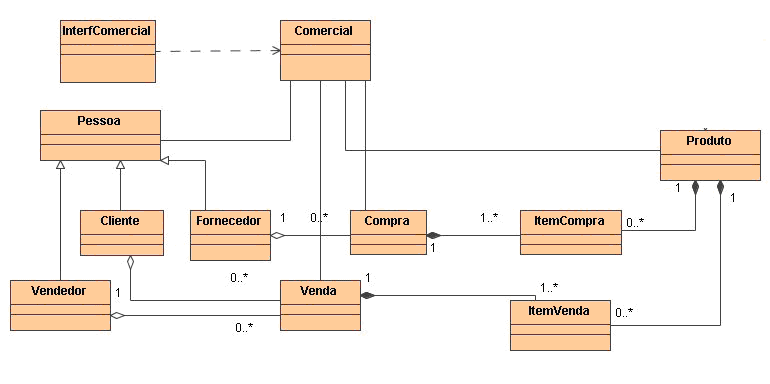 InterfComercial
Comercial
Pessoa
Produto
1
1
Cliente
Fornecedor
1
0..*
Compra
1
1..*
ItemCompra
0..*
Vendedor
1
0..*
0..*
Venda
1
1..*
ItemVenda
0..*